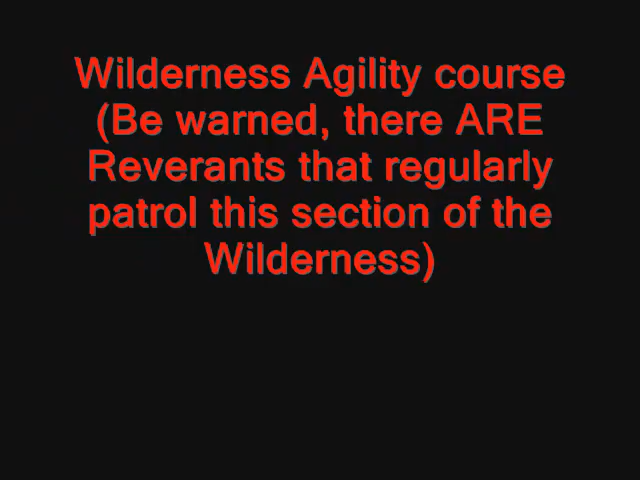 Wilderness Agility course
(Be warned, there ARE
Reverants that regularly
patrol this section of the
Wilderness)